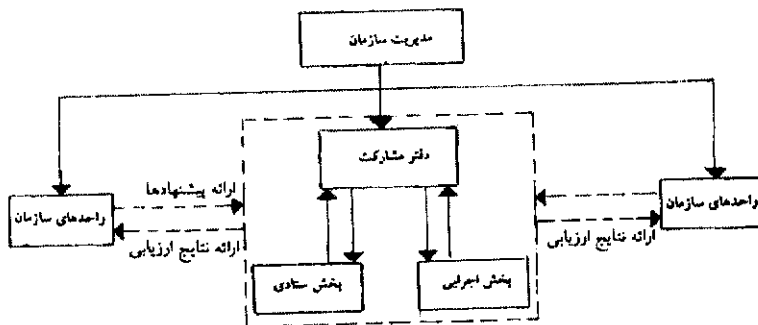 مدیریت سازمان
دفتر مشارکت
ارائه پیشنهادها
واحدهای سازمان
واحدهای سازمان
ارائه نتایج ارزیابی
ارائه نتایج ارزیابی
بخش اجرایی
بخش ستادی